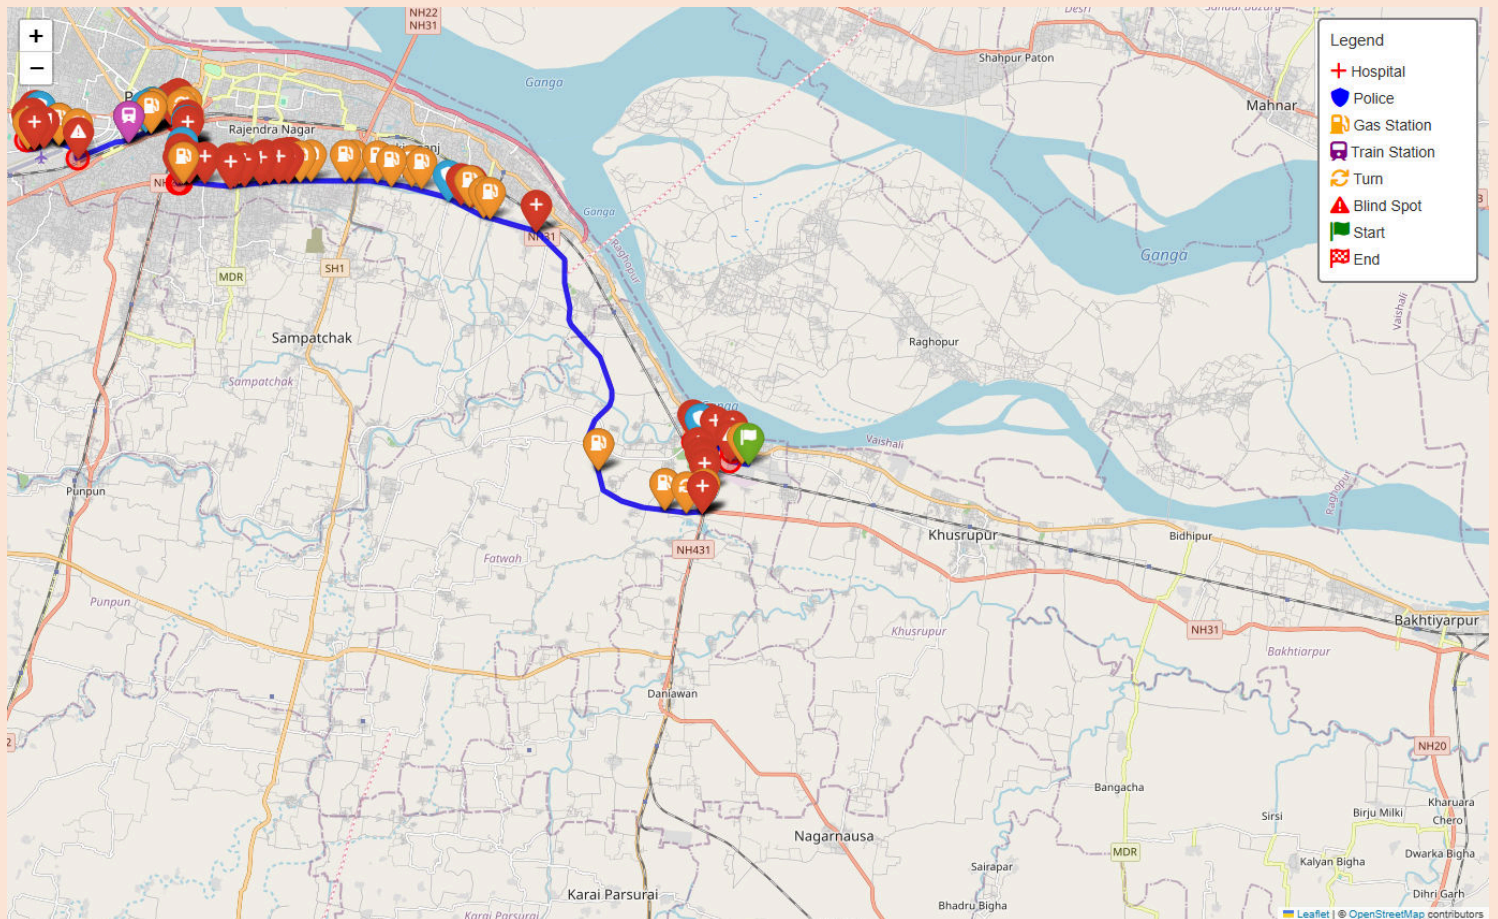 +
−
NH22
NH31
Ganga
Shahpur Paton
Mahnar
Rajendra Nagar
Ganga
NH31
Raghopur
Ganga
MDR
SH1
Sampatchak
Sampatchak
Raghopur
Vaishali
Vaishali
Punpun
Punpun
Fatwah
NH431
Khusrupur
Khusrupur
Raghopur
Bidhipur
Bakhtiyarpur
NH31
Bakhtiarpur
Daniawan
NH20
Bangacha
Nagarnausa
Sirsi
Birju Milki
Kharuara
Chero
MDR
Kalyan Bigha
Dwarka Bigha
Sairapar
Dihri Garh
Karai Parsurai
Karai Parsurai
Bhadru Bigha
2
Legend
Hospital
Police
Gas Station
Train Station
Turn
Blind Spot
Start
End
Leaflet | © OpenStreetMap contributors